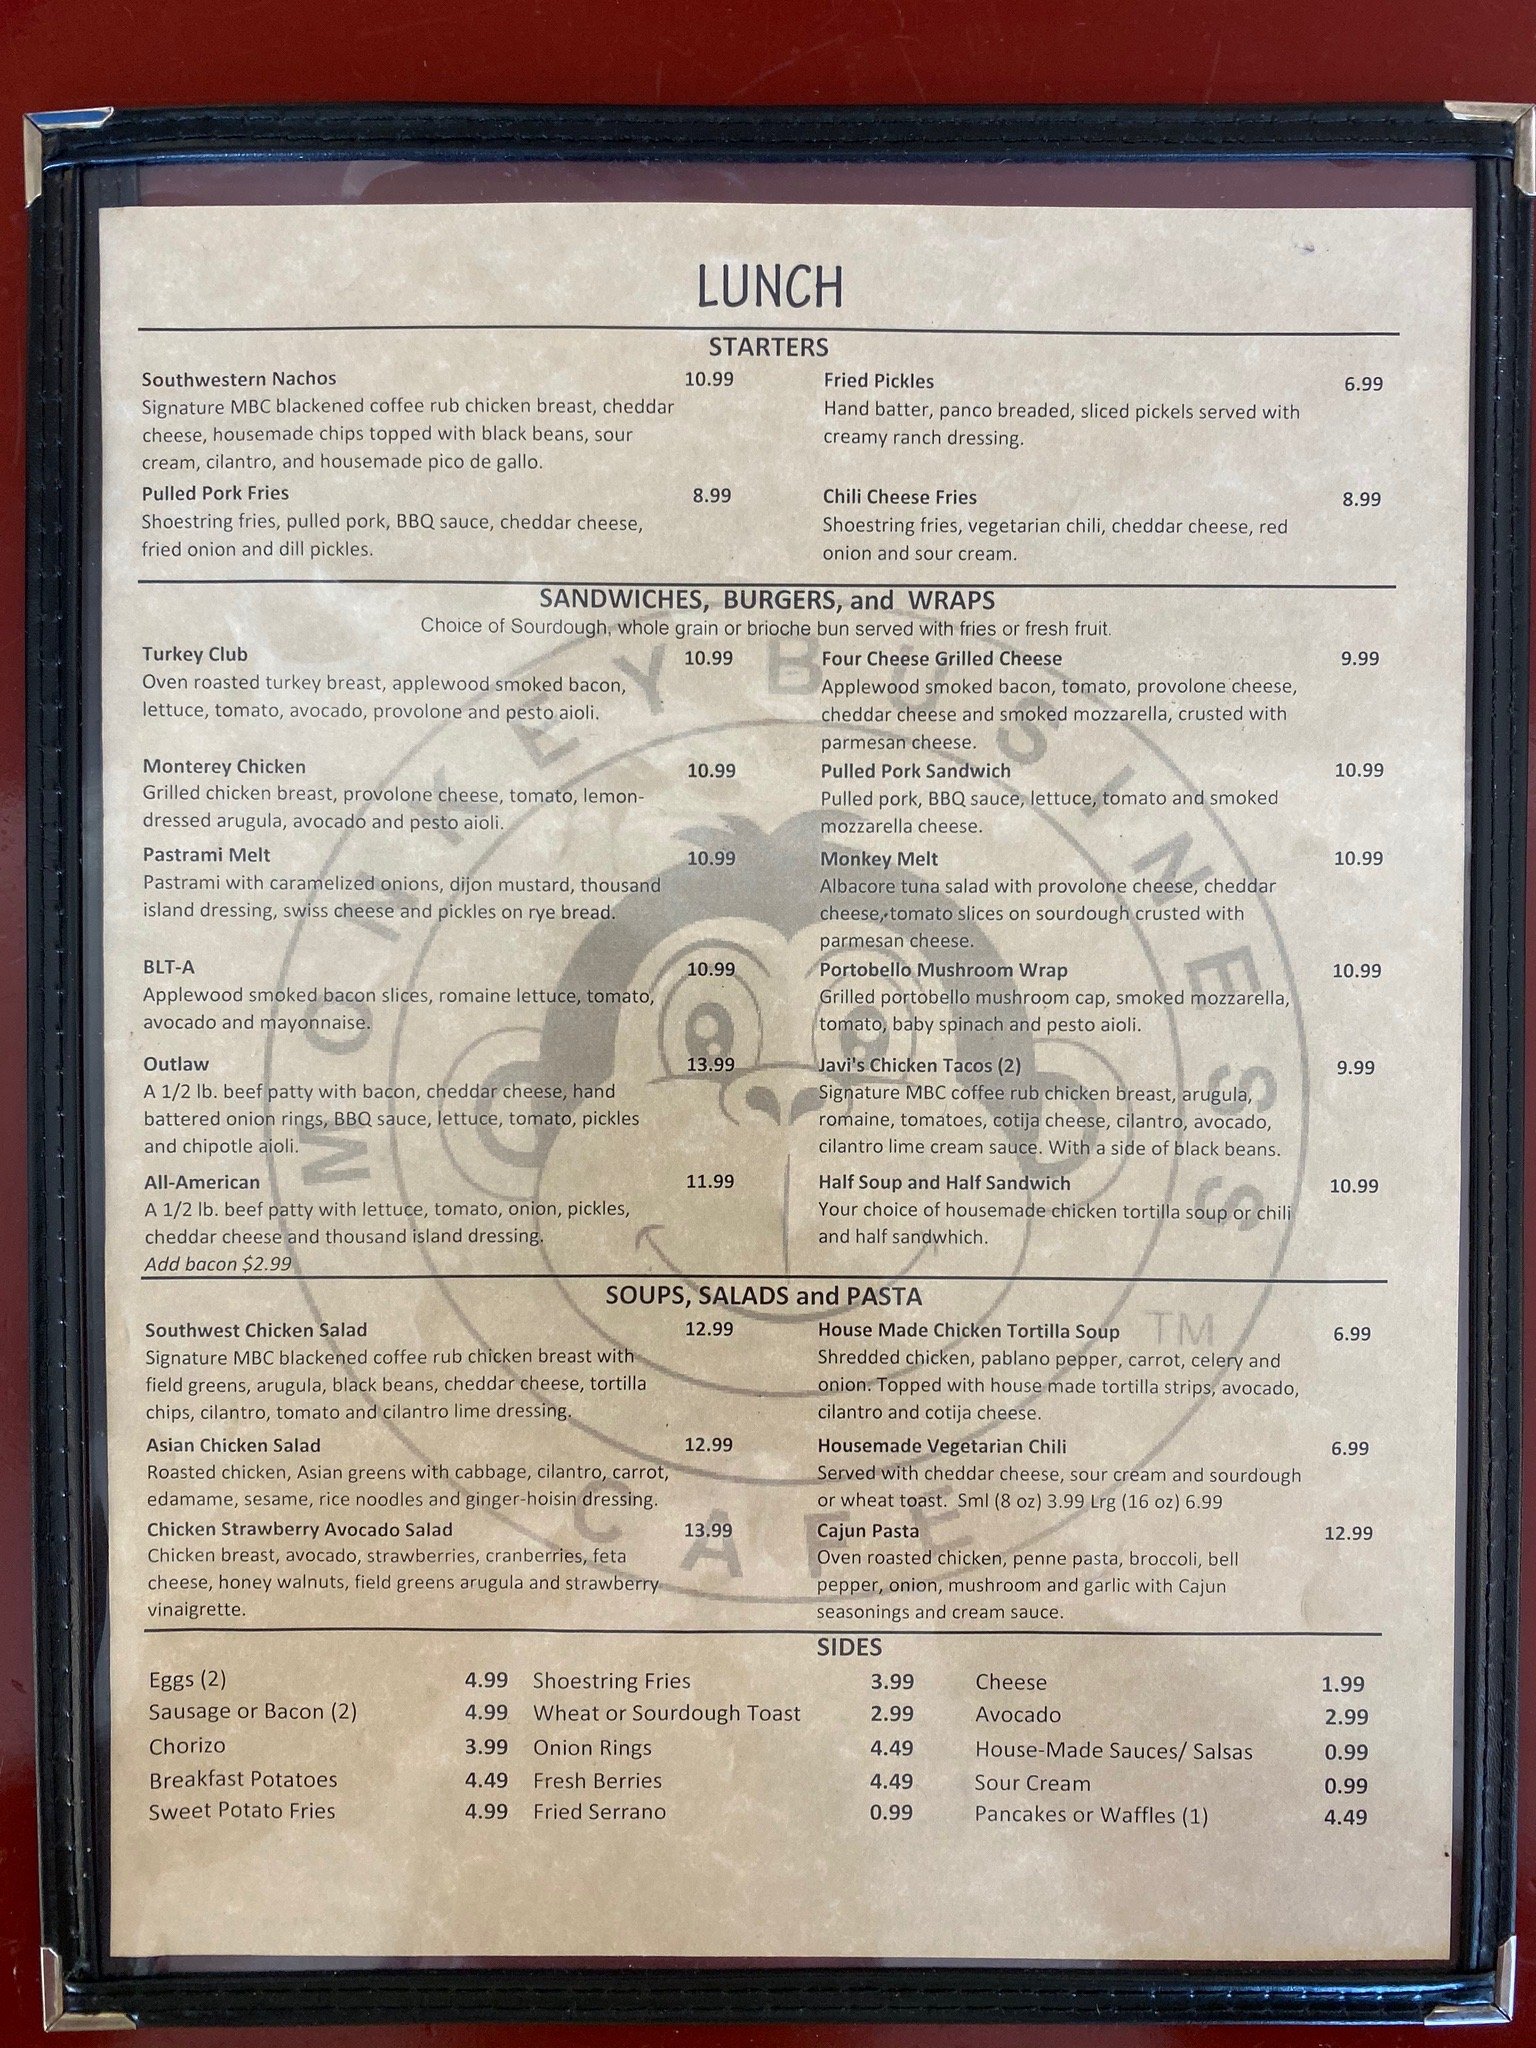 LUNCH
STARTERS
Southwestern Nachos 10.99
Signature MBC blackened coffee rub chicken breast, cheddar
cheese, housemade chips topped with black beans, sour
cream, cilantro, and housemade pico de gallo.
Fried Pickles 6.99
Hand batter, panco breaded, sliced pickels served with
creamy ranch dressing.
Pulled Pork Fries 8.99
Shoestring fries, pulled pork, BBQ sauce, cheddar cheese,
fried onion and dill pickles.
Chili Cheese Fries 8.99
Shoestring fries, vegetarian chili, cheddar cheese, red
onion and sour cream.
SANDWICHES, BURGERS, and WRAPS
Choice of Sourdough, whole grain or brioche bun served with fries or fresh fruit.
Turkey Club 10.99
Oven roasted turkey breast, applewood smoked bacon,
lettuce, tomato, avocado, provolone and pesto aioli.
Four Cheese Grilled Cheese 9.99
Applewood smoked bacon, tomato, provolone cheese,
cheddar cheese and smoked mozzarella, crusted with
parmesan cheese.
Monterey Chicken 10.99
Grilled chicken breast, provolone cheese, tomato, lemon-
dressed arugula, avocado and pesto aioli.
Pulled Pork Sandwich 10.99
Pulled pork, BBQ sauce, lettuce, tomato and smoked
mozzarella cheese.
Pastrami Melt 10.99
Pastrami with caramelized onions, dijon mustard, thousand
island dressing, swiss cheese and pickles on rye bread.
Monkey Melt 10.99
Albacore tuna salad with provolone cheese, cheddar
cheese, tomato slices on sourdough crusted with
parmesan cheese.
BLT-A 10.99
Applewood smoked bacon slices, romaine lettuce, tomato,
avocado and mayonnaise.
Portobello Mushroom Wrap 10.99
Grilled portobello mushroom cap, smoked mozzarella,
tomato, baby spinach and pesto aioli.
Outlaw 13.99
A 1/2 lb. beef patty with bacon, cheddar cheese, hand
battered onion rings, BBQ sauce, lettuce, tomato, pickles
and chipotle aioli.
Javi's Chicken Tacos (2) 9.99
Signature MBC coffee rub chicken breast, arugula,
romaine, tomatoes, cotija cheese, cilantro, avocado,
cilantro lime cream sauce. With a side of black beans.
All-American 11.99
A 1/2 lb. beef patty with lettuce, tomato, onion, pickles,
cheddar cheese and thousand island dressing.
Add bacon $2.99
Half Soup and Half Sandwich 10.99
Your choice of housemade chicken tortilla soup or chili
and half sandwhich.
SOUPS, SALADS and PASTA
Southwest Chicken Salad 12.99
Signature MBC blackened coffee rub chicken breast with
field greens, arugula, black beans, cheddar cheese, tortilla
chips, cilantro, tomato and cilantro lime dressing.
House Made Chicken Tortilla Soup 6.99
Shredded chicken, pablano pepper, carrot, celery and
onion. Topped with house made tortilla strips, avocado,
cilantro and cotija cheese.
Asian Chicken Salad 12.99
Roasted chicken, Asian greens with cabbage, cilantro, carrot,
edamame, sesame, rice noodles and ginger-hoisin dressing.
Housemade Vegetarian Chili 6.99
Served with cheddar cheese, sour cream and sourdough
or wheat toast. Sml (8 oz) 3.99 Lrg (16 oz) 6.99
Chicken Strawberry Avocado Salad 13.99
Chicken breast, avocado, strawberries, cranberries, feta
cheese, honey walnuts, field greens arugula and strawberry
vinaigrette.
Cajun Pasta 12.99
Oven roasted chicken, penne pasta, broccoli, bell
pepper, onion, mushroom and garlic with Cajun
seasonings and cream sauce.
SIDES
Eggs (2) 4.99 Shoestring Fries 3.99 Cheese 1.99
Sausage or Bacon (2) 4.99 Wheat or Sourdough Toast 2.99 Avocado 2.99
Chorizo 3.99 Onion Rings 4.49 House-Made Sauces/ Salsas 0.99
Breakfast Potatoes 4.49 Fresh Berries 4.49 Sour Cream 0.99
Sweet Potato Fries 4.99 Fried Serrano 0.99 Pancakes or Waffles (1) 4.49
MONKEY BUSINESS
CAFE
TM